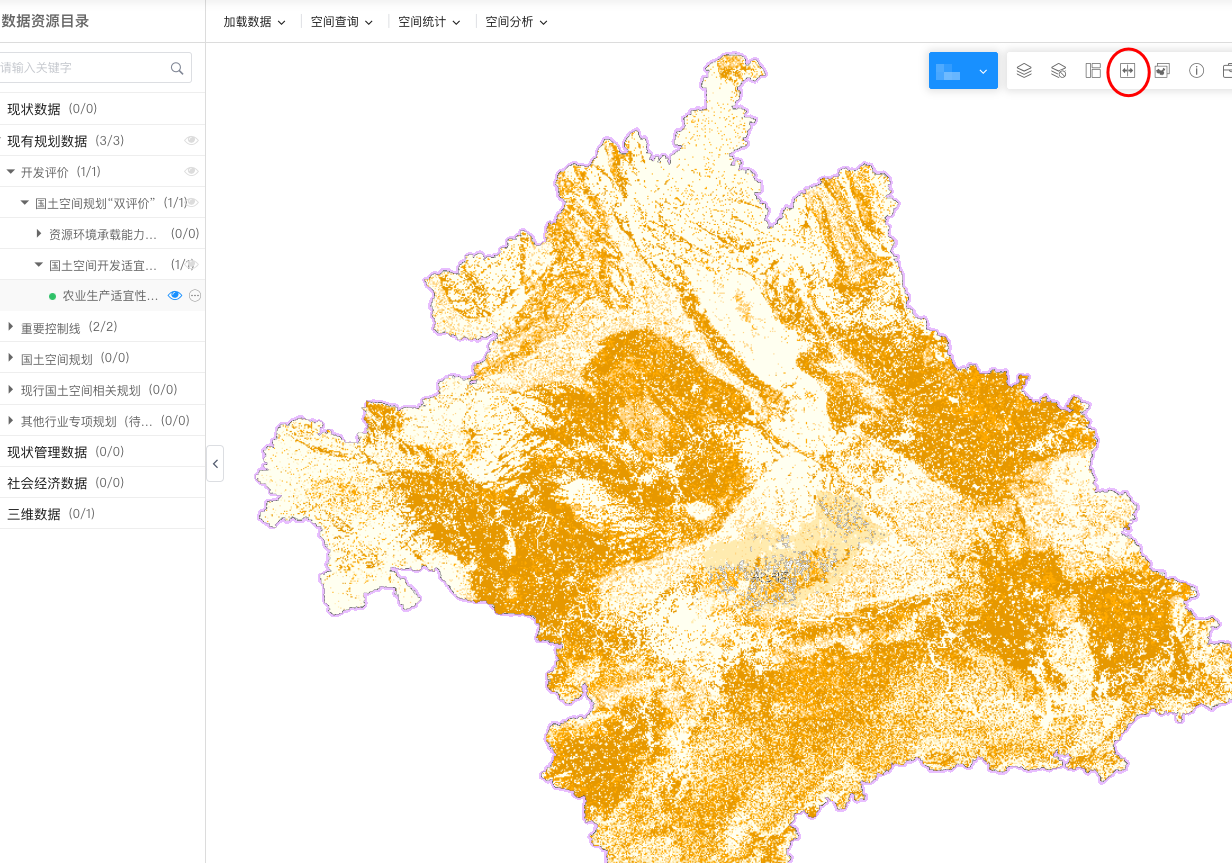 数据资源目录
加载数据 空间查询 空间统计 空间分析
请输入关键字
现状数据 (0/0)
现有规划数据 (3/3)
开发评价 (1/1)
国土空间规划“双评价” (1/1)
资源环境承载能力... (0/0)
国土空间开发适宜... (1/1)
农业生产适宜性...
重要控制线 (2/2)
国土空间规划 (0/0)
现行国土空间相关规划 (0/0)
其他行业专项规划（待... (0/0)
现状管理数据 (0/0)
社会经济数据 (0/0)
三维数据 (0/1)